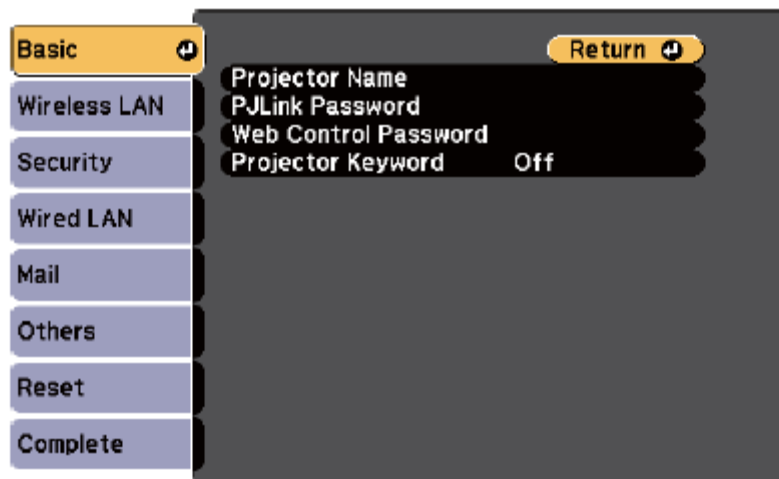 Basic
Wireless LAN
Security
Wired LAN
Mail
Others
Reset
Complete
Return
Projector Name
PJLink Password
Web Control Password
Projector Keyword Off